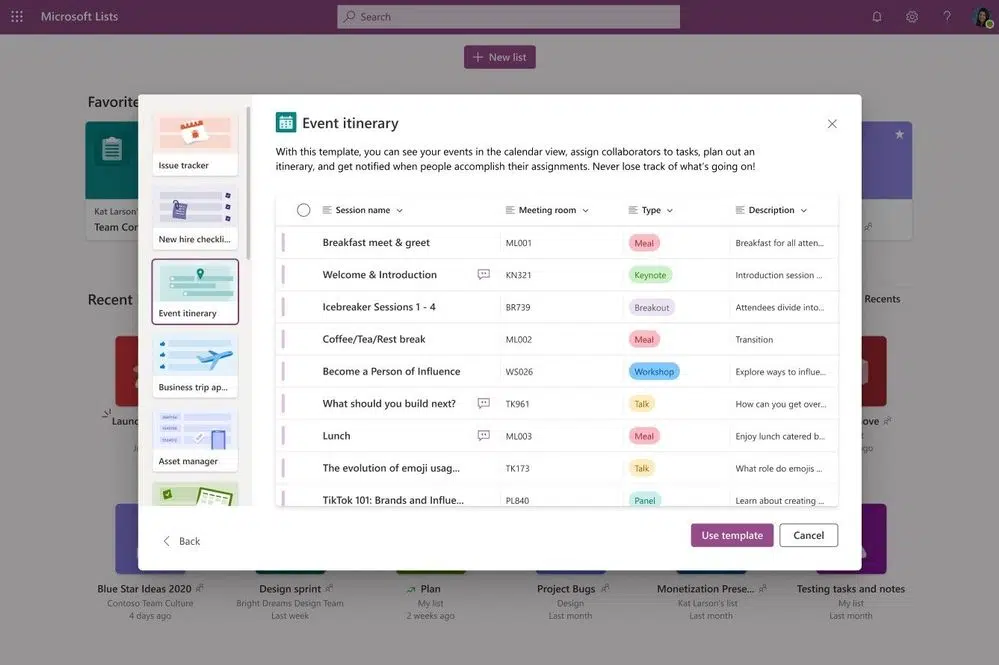 Microsoft Lists
Search
New list
Favorite
Kat Larson'
Team Con
Recent
Recents
Issue tracker
New hire checkli...
Event itinerary
Business trip ap...
Asset manager
Event itinerary
With this template, you can see your events in the calendar view, assign collaborators to tasks, plan out an
itinerary, and get notified when people accomplish their assignments. Never lose track of what's going on!
Session name Meeting room Type Description
Breakfast meet & greet ML001 Meal Breakfast for all atten...
Welcome & Introduction KN321 Keynote Introduction session ...
Icebreaker Sessions 1 - 4 BR739 Breakout Attendees divide into...
Coffee/Tea/Rest break ML002 Meal Transition
Become a Person of Influence WS026 Workshop Explore ways to influe...
What should you build next? TK961 Talk How can you get over...
Lunch ML003 Meal Enjoy lunch catered b...
The evolution of emoji usag... TK173 Talk What role do emojis ...
TikTok 101: Brands and Influe... PL840 Panel Learn about creating ...
Back
Use template
Cancel
Blue Star Ideas 2020 Design sprint Plan Project Bugs Monetization Prese... Testing tasks and notes
Contoso Team Culture Bright Dreams Design Team My list Design Kat Larson's list My list
4 days ago Last week 2 weeks ago Last month Last month Last month